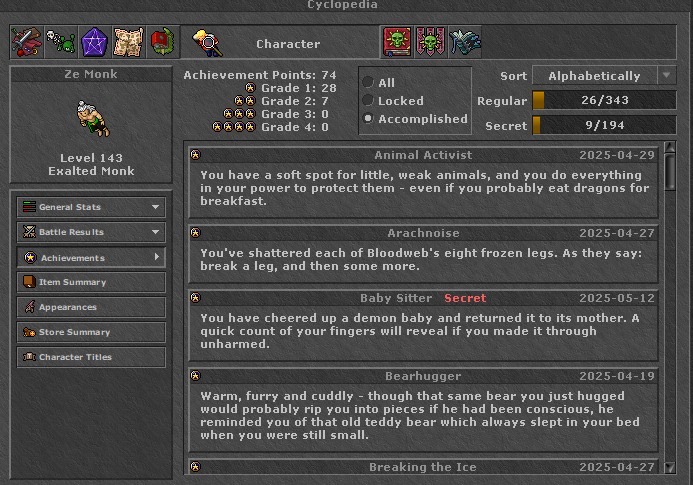 Cyclopedia
Character
Ze Monk
Level 143
Exalted Monk
General Stats
Battle Results
Achievements
Item Summary
Appearances
Store Summary
Character Titles
Achievement Points: 74
Grade 1: 28
Grade 2: 7
Grade 3: 0
Grade 4: 0
All
Locked
Accomplished
Sort Alphabetically
Regular 26/343
Secret 9/194
Animal Activist 2025-04-29
You have a soft spot for little, weak animals, and you do everything
in your power to protect them - even if you probably eat dragons for
breakfast.
Arachnoise 2025-04-27
You've shattered each of Bloodweb's eight frozen legs. As they say:
break a leg, and then some more.
Baby Sitter Secret 2025-05-12
You have cheered up a demon baby and returned it to its mother. A
quick count of your fingers will reveal if you made it through
unharmed.
Bearhugger 2025-04-19
Warm, furry and cuddly - though that same bear you just hugged
would probably rip you into pieces if he had been conscious, he
reminded you of that old teddy bear which always slept in your bed
when you were still small.
Breaking the Ice 2025-04-27